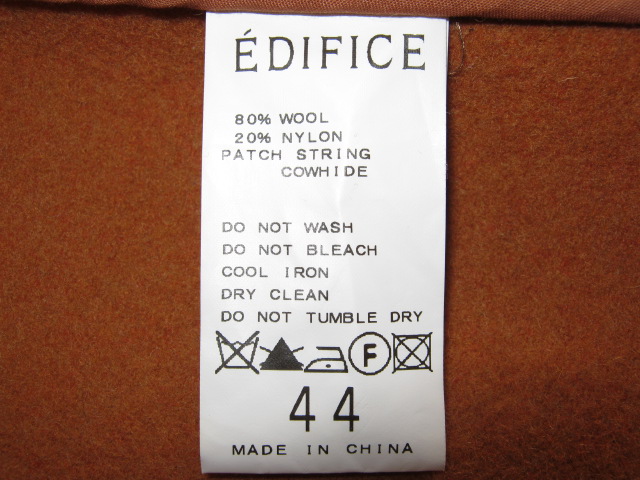 ÉDIFICE
80% WOOL
20% NYLON
PATCH STRING
COWHIDE
DO NOT WASH
DO NOT BLEACH
COOL IRON
DRY CLEAN
DO NOT TUMBLE DRY
F
44
MADE IN CHINA